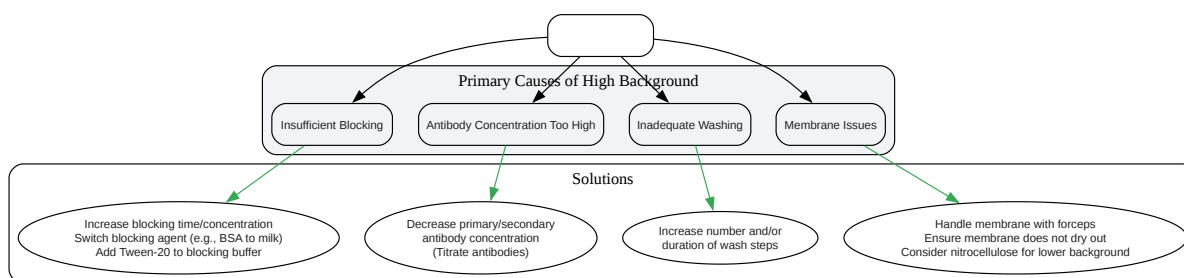 Primary Causes of High Background
Insufficient Blocking
Antibody Concentration Too High
Inadequate Washing
Membrane Issues
Solutions
Increase blocking time/concentration
Switch blocking agent (e.g., BSA to milk)
Add Tween-20 to blocking buffer
Decrease primary/secondary
antibody concentration
(Titrate antibodies)
Increase number and/or
duration of wash steps
Handle membrane with forceps
Ensure membrane does not dry out
Consider nitrocellulose for lower background